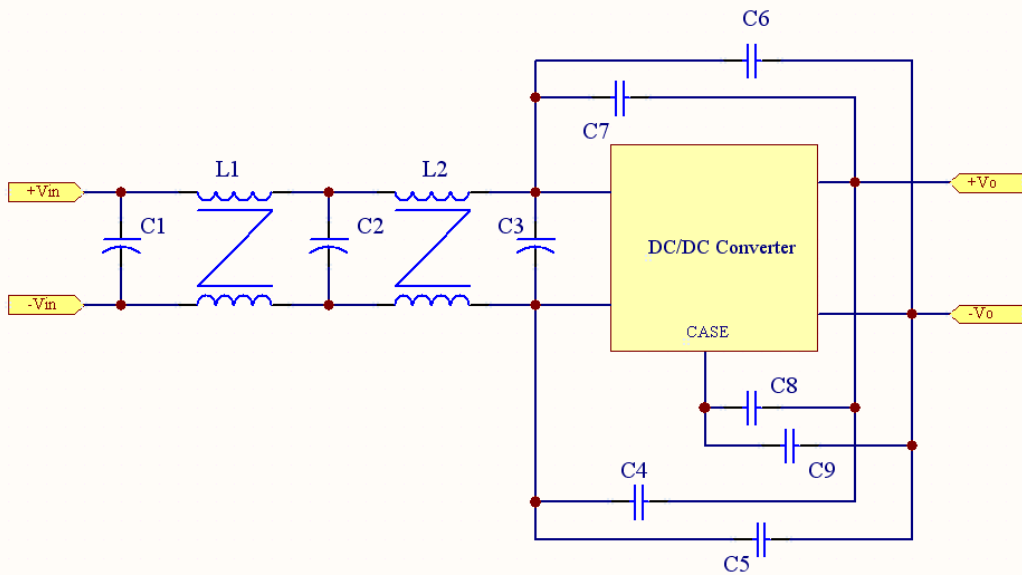 C6
C7
L1
L2
+Vin
+Vo
C1
C2
C3
DC/DC Converter
-Vin
-Vo
CASE
C8
C9
C4
C5